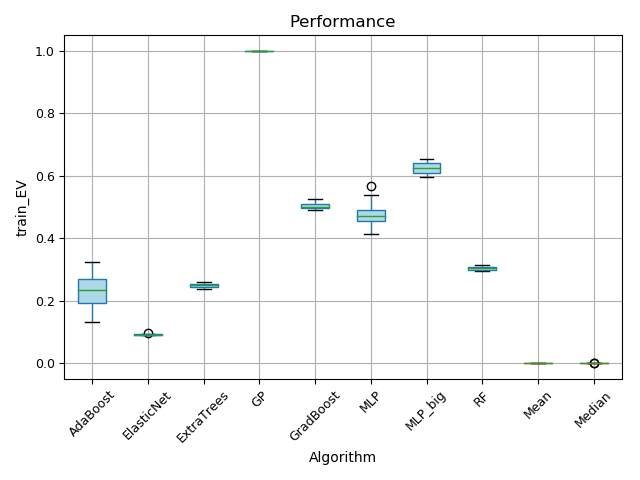 Performance
1.0
0.8
0.6
0.4
0.2
0.0
train_EV
AdaBoost
ElasticNet
ExtraTrees
GP
GradBoost
MLP
MLP_big
RF
Mean
Median
Algorithm